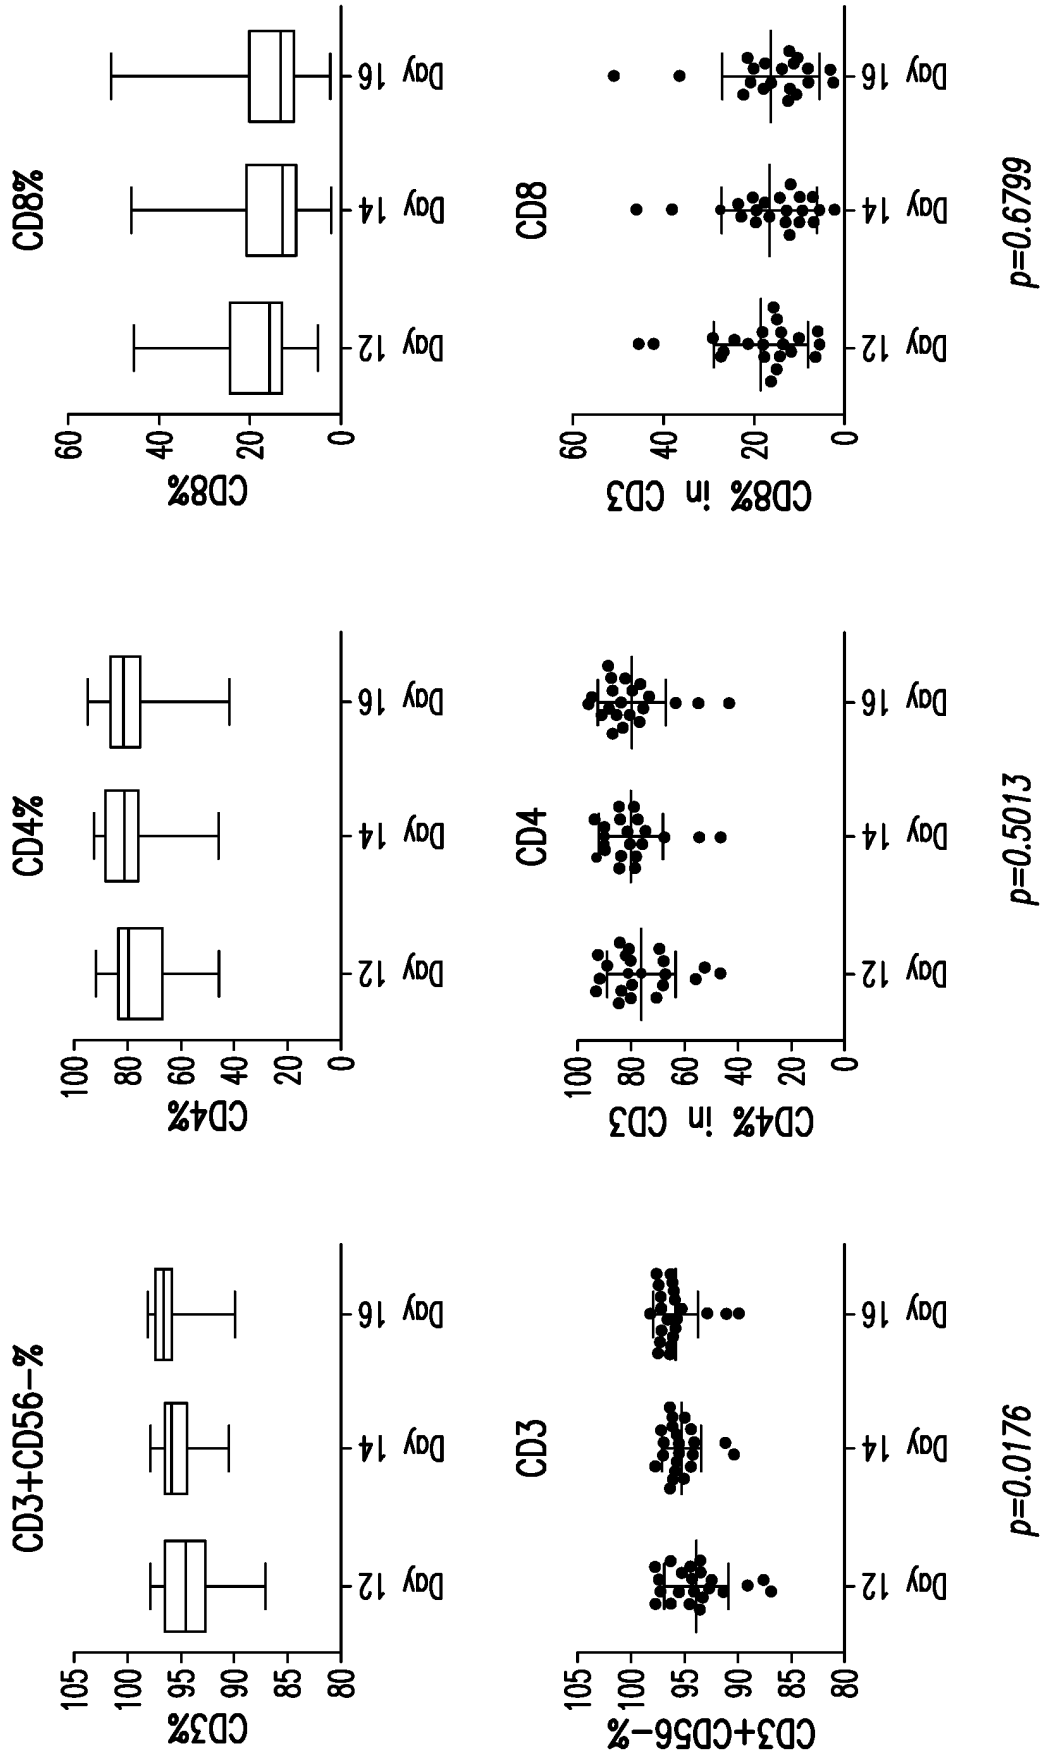 CD3+CD56-%
CD3%
105
100
95
90
85
80
Day 12
Day 14
Day 16
CD4%
CD4%
100
80
60
40
20
0
Day 12
Day 14
Day 16
CD8%
CD8%
60
40
20
0
Day 12
Day 14
Day 16
CD3
CD3+CD56-%
105
100
95
90
85
80
Day 12
Day 14
Day 16
p=0.0176
CD4
CD4% in CD3
100
80
60
40
20
0
Day 12
Day 14
Day 16
p=0.5013
CD8
CD8% in CD3
60
40
20
0
Day 12
Day 14
Day 16
p=0.6799